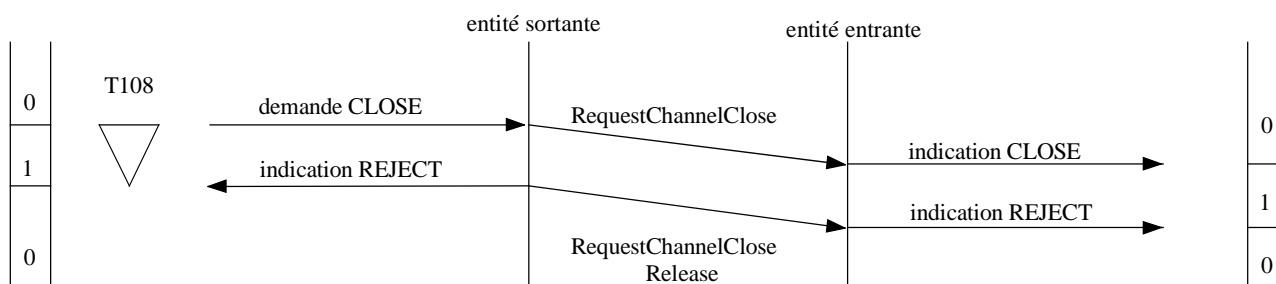 entité sortante
entité entrante
T108
0
demande CLOSE
RequestChannelClose
0
1
indication REJECT
indication CLOSE
1
indication REJECT
0
RequestChannelClose
Release
0